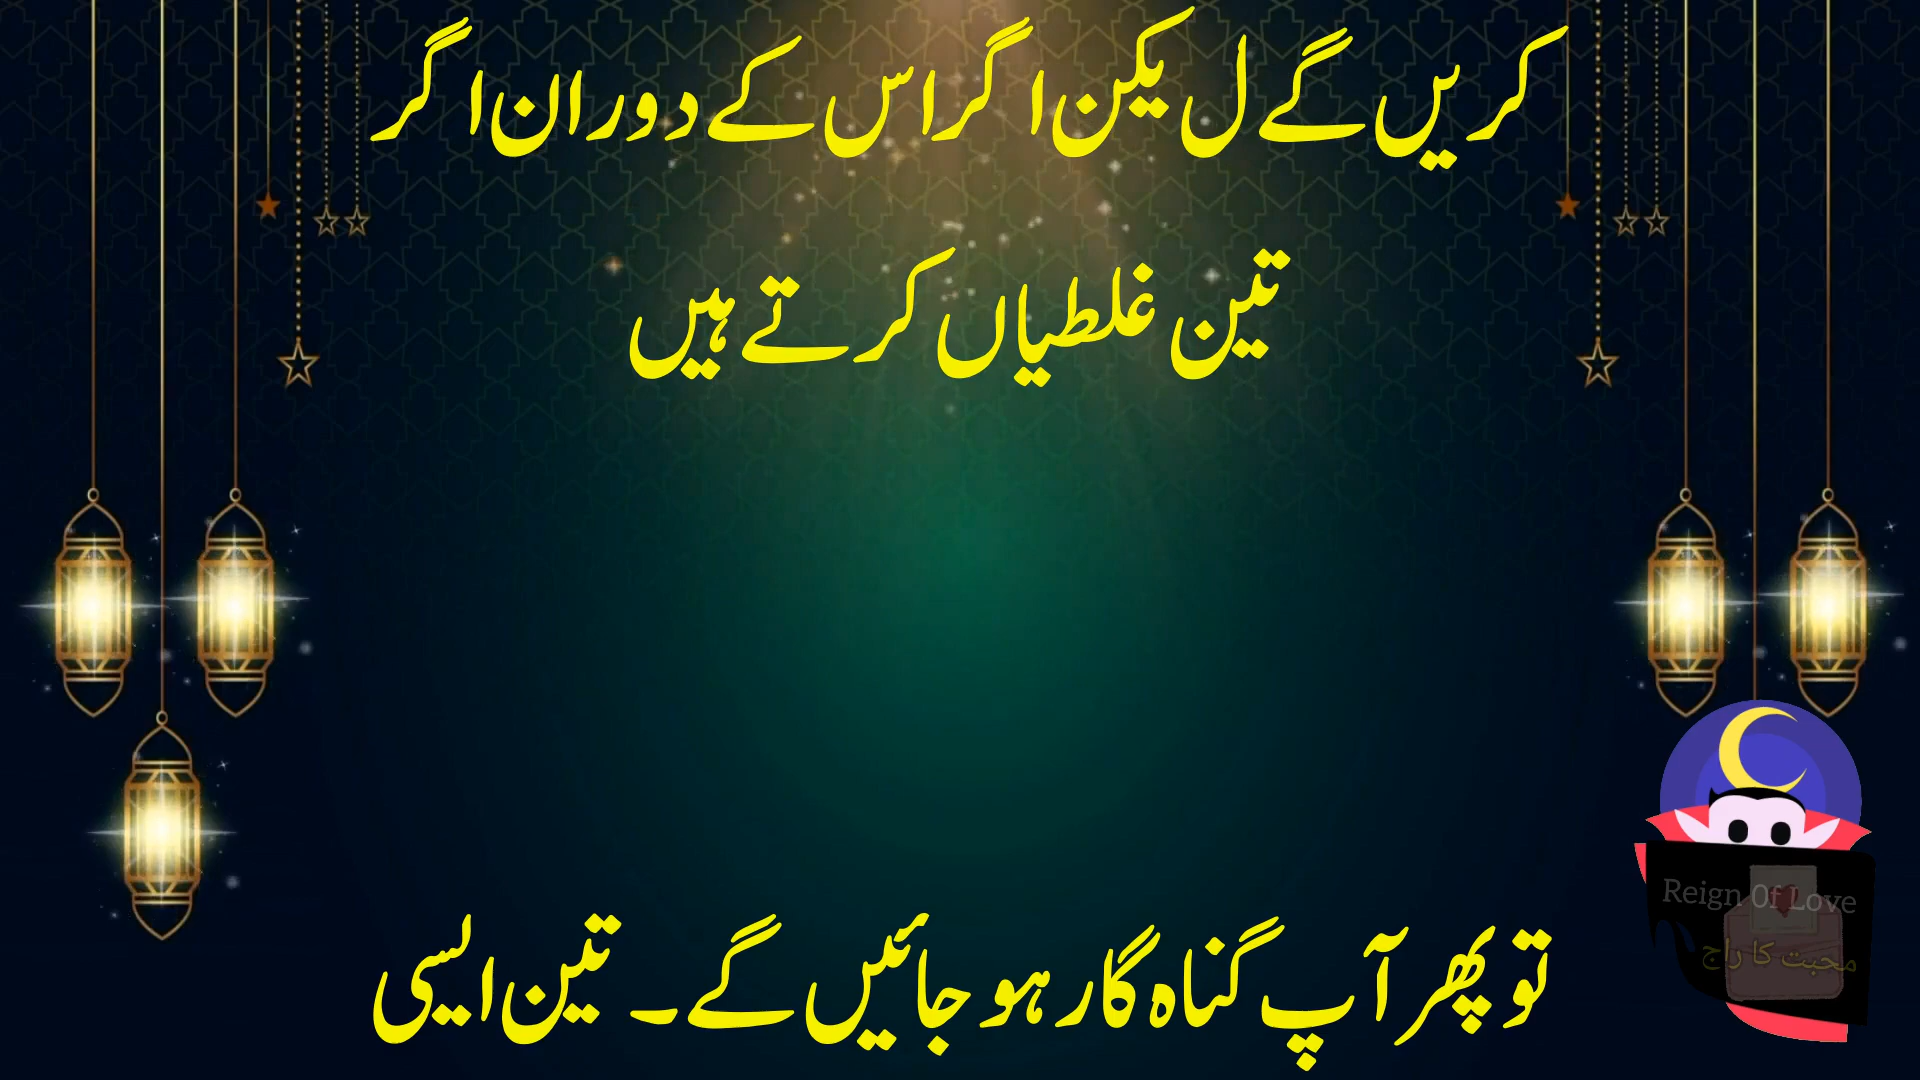 کریں گے ل یکن اگر اس کے دوران اگر
تین غلطیاں کرتے ہیں
تو پھر آپ گناہ گار ہو جائیں گے۔ تین ایسی
Reign Of Love
محبت کا راج